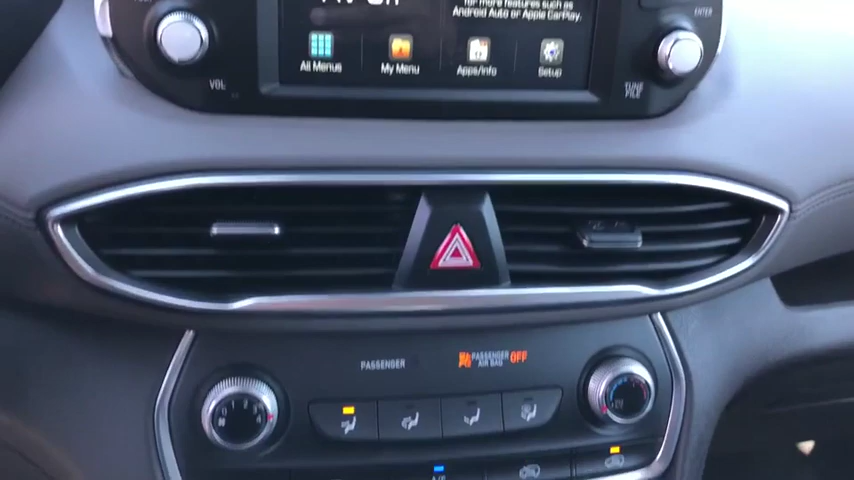 for more features such as
Android Auto or Apple CarPlay.
ENTER
All Menus
My Menu
Apps/Info
Setup
VOL
TUNE
FILE
PASSENGER
PASSENGER
AIR BAG
OFF